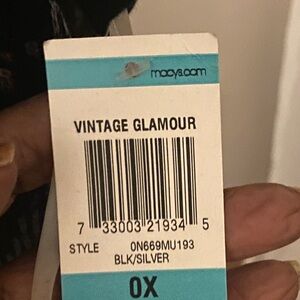 macys.com
VINTAGE GLAMOUR
7 33003 21934 5
STYLE 0N669MU193
BLK/SILVER
0X